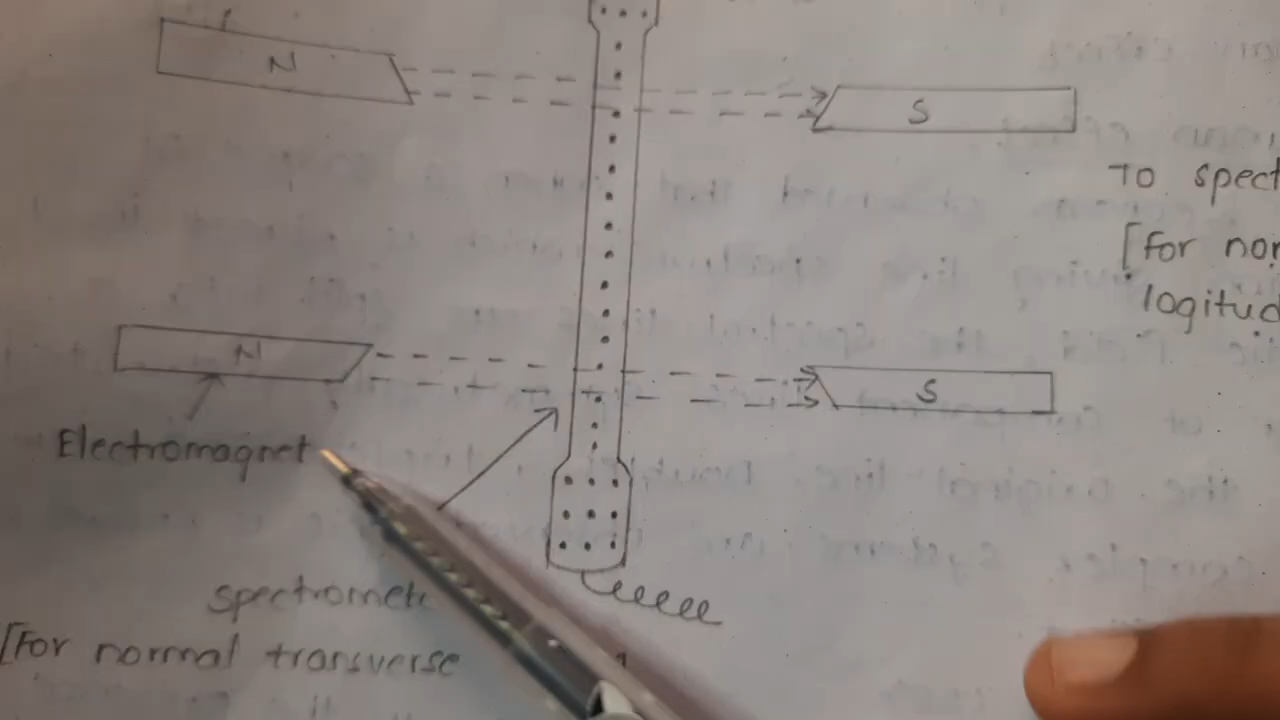 N
S
To spect
[For nor
logitud
N
S
Electromagnet
spectromete
[For normal transverse